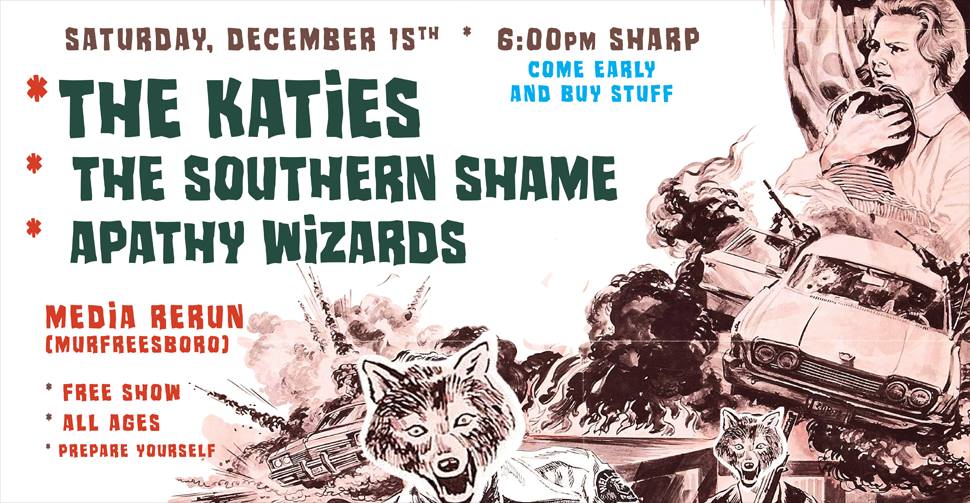 SATURDAY, DECEMBER 15TH * 6:00PM SHARP
COME EARLY
AND BUY STUFF
* THE KATiES
* THE SOUTHERN SHAME
* APATHY WiZARDS
MEDiA RERUN
(MURFREESBORO)
* FREE SHOW
* ALL AGES
* PREPARE YOURSELF